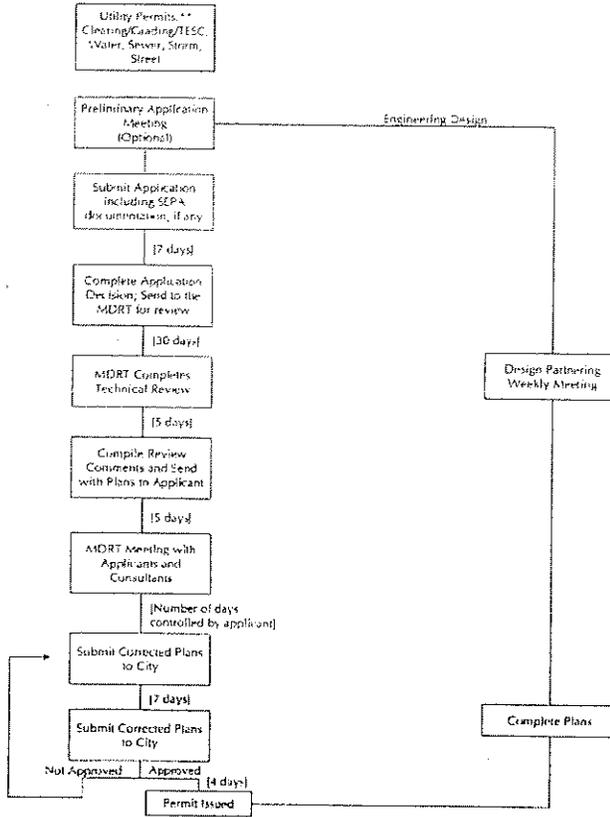 Utility Permits, **
Clearing/Grading/TESC,
Water, Sewer, Storm,
Street
Preliminary Application
Meeting
(Optional)
Engineering Design
Submit Application
including SEPA
documentation, if any
[7 days]
Complete Application
Decision; Send to the
MDRT for review
[30 days]
MDRT Completes
Technical Review
Design Partnering
Weekly Meeting
[5 days]
Compile Review
Comments and Send
with Plans to Applicant
[5 days]
MDRT Meeting with
Applicants and
Consultants
[Number of days
controlled by applicant]
Submit Corrected Plans
to City
[7 days]
Submit Corrected Plans
to City
Complete Plans
Not Approved
Approved
[4 days]
Permit Issued